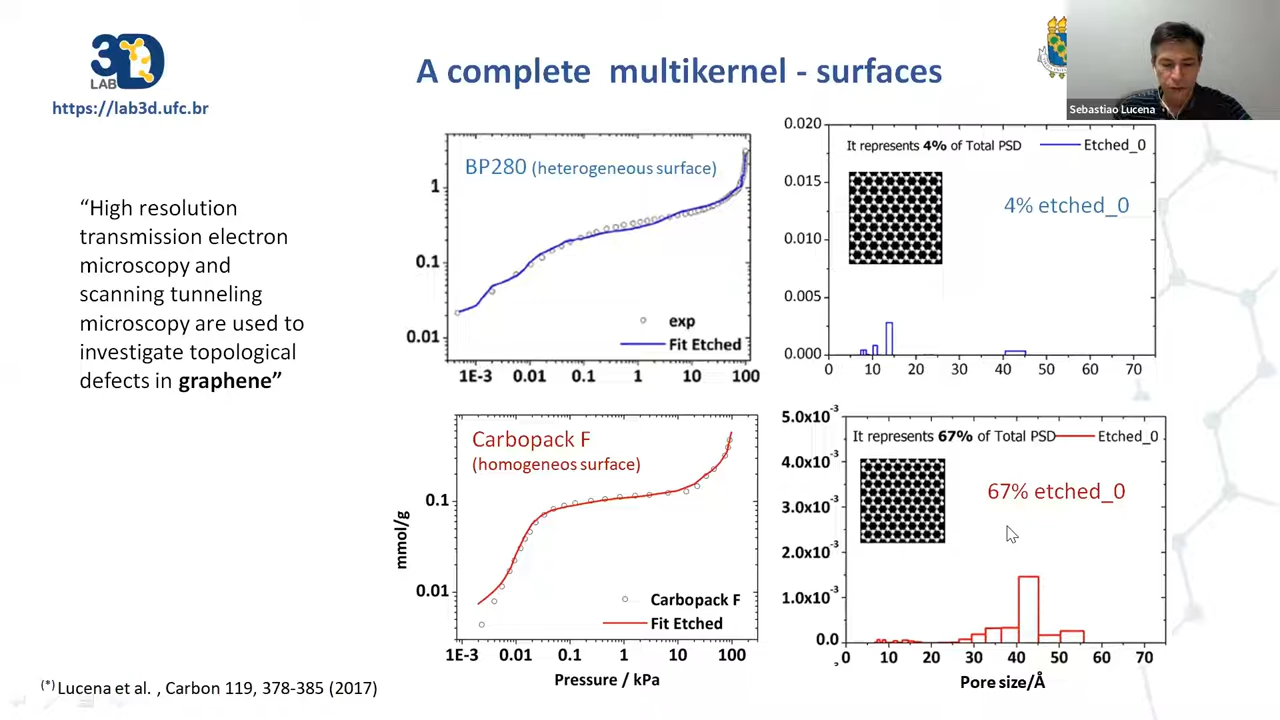 3D
LAB
https://lab3d.ufc.br
A complete multikernel - surfaces
Sebastiao Lucena
“High resolution
transmission electron
microscopy and
scanning tunneling
microscopy are used to
investigate topological
defects in graphene”
BP280 (heterogeneous surface)
1
0.1
0.01
exp
Fit Etched
1E-3 0.01 0.1 1 10 100
0.020
0.015
0.010
0.005
0.000
It represents 4% of Total PSD
Etched_0
4% etched_0
0 10 20 30 40 50 60 70
Carbopack F
(homogeneos surface)
mmol/g
0.1
0.01
Carbopack F
Fit Etched
1E-3 0.01 0.1 1 10 100
Pressure / kPa
5.0x10-3
4.0x10-3
3.0x10-3
2.0x10-3
1.0x10-3
0.0
It represents 67% of Total PSD
Etched_0
67% etched_0
0 10 20 30 40 50 60 70
Pore size/Å
(*) Lucena et al. , Carbon 119, 378-385 (2017)